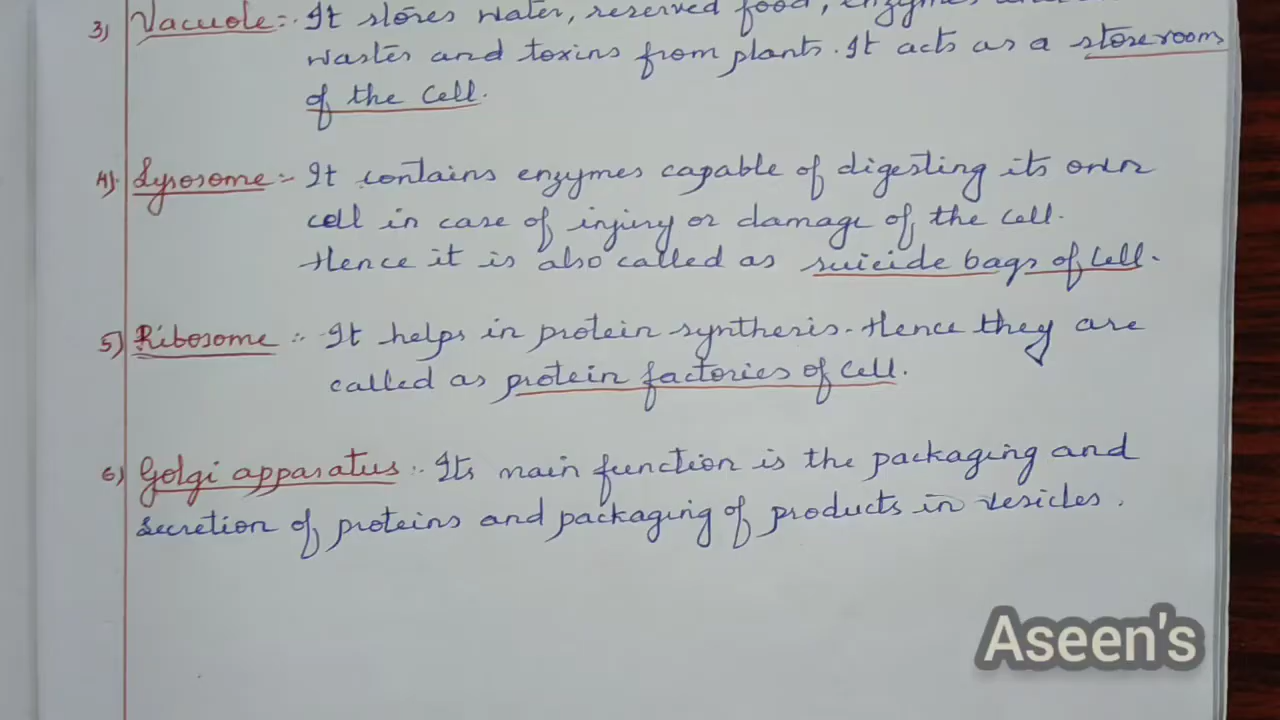 3) Vacuole:- It stores water, reserved food, enzymes
wastes and toxins from plants. It acts as a storeroom
of the cell.
4) Lysosome:- It contains enzymes capable of digesting its own
cell in case of injury or damage of the cell.
Hence it is also called as suicide bags of cell.
5) Ribosome:- It helps in protein synthesis. Hence they are
called as protein factories of cell.
6) Golgi apparatus:- Its main function is the packaging and
secretion of proteins and packaging of products in vesicles.
Aseen's